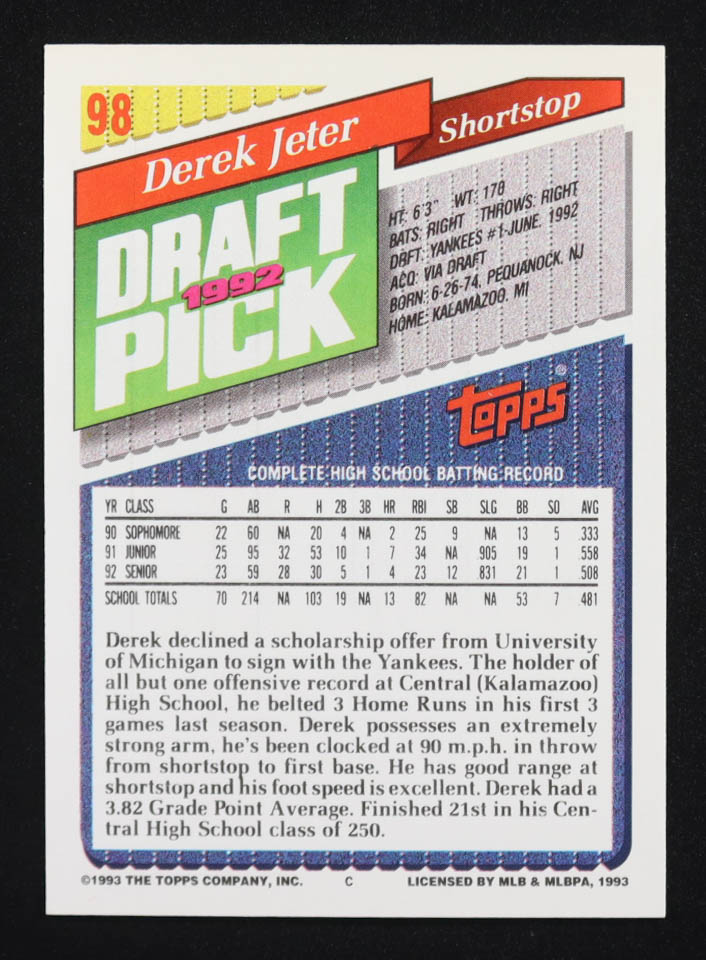 98
Derek Jeter
Shortstop
DRAFT
1992
PICK
HT: 6'3" WT: 170
BATS: RIGHT THROWS: RIGHT
DRFT: YANKEES #1-JUNE, 1992
ACQ: VIA DRAFT
BORN: 6-26-74, PEQUANOCK, NJ
HOME: KALAMAZOO, MI
TOPPS®
COMPLETE HIGH SCHOOL BATTING RECORD
YR CLASS G AB R H 2B 3B HR RBI SB SLG BB SO AVG
90 SOPHOMORE 22 60 NA 20 4 NA 2 25 9 NA 13 5 .333
91 JUNIOR 25 95 32 53 10 1 7 34 NA .905 19 1 .558
92 SENIOR 23 59 28 30 5 1 4 23 12 .831 21 1 .508
SCHOOL TOTALS 70 214 NA 103 19 NA 13 82 NA NA 53 7 .481
Derek declined a scholarship offer from University
of Michigan to sign with the Yankees. The holder of
all but one offensive record at Central (Kalamazoo)
High School, he belted 3 Home Runs in his first 3
games last season. Derek possesses an extremely
strong arm, he's been clocked at 90 m.p.h. in throw
from shortstop to first base. He has good range at
shortstop and his foot speed is excellent. Derek had a
3.82 Grade Point Average. Finished 21st in his Cen-
tral High School class of 250.
©1993 THE TOPPS COMPANY, INC. C LICENSED BY MLB & MLBPA, 1993